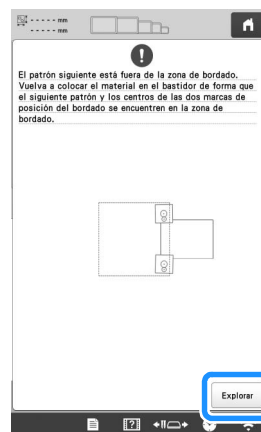 - - - - - mm
- - - - - mm
El patrón siguiente está fuera de la zona de bordado.
Vuelva a colocar el material en el bastidor de forma que
el siguiente patrón y los centros de las dos marcas de
posición del bordado se encuentren en la zona de
bordado.
Explorar